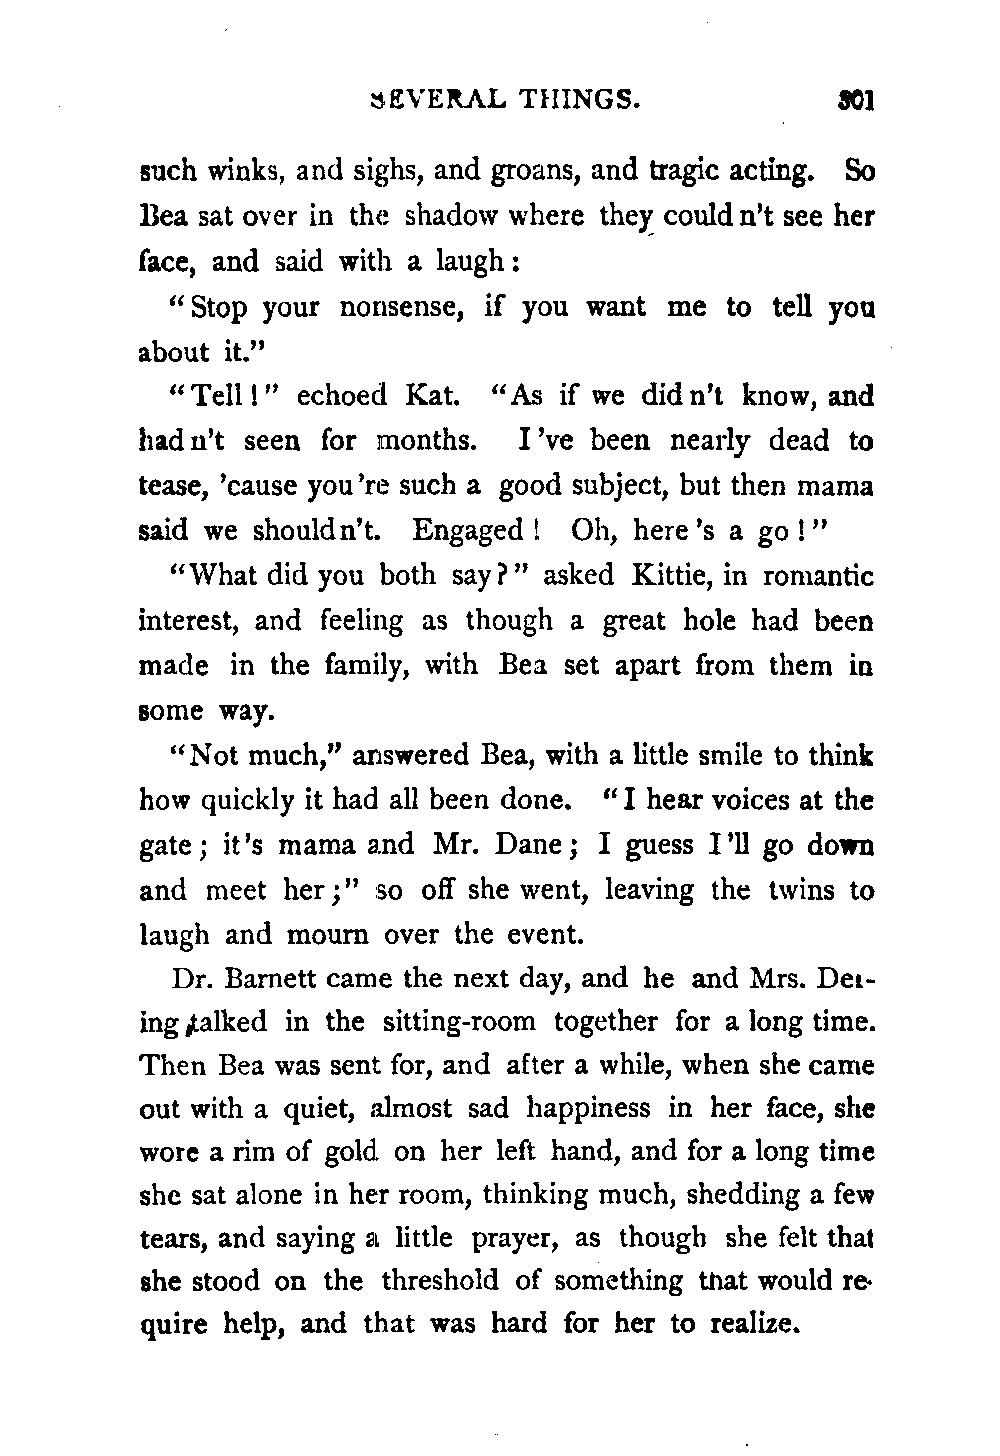 SEVERAL THINGS. 301
such winks, and sighs, and groans, and tragic acting. So
Bea sat over in the shadow where they could n't see her
face, and said with a laugh:
"Stop your nonsense, if you want me to tell you
about it."
"Tell!" echoed Kat. "As if we did n't know, and
had n't seen for months. I 've been nearly dead to
tease, 'cause you 're such a good subject, but then mama
said we should n't. Engaged! Oh, here 's a go!"
"What did you both say?" asked Kittie, in romantic
interest, and feeling as though a great hole had been
made in the family, with Bea set apart from them in
some way.
"Not much," answered Bea, with a little smile to think
how quickly it had all been done. "I hear voices at the
gate; it 's mama and Mr. Dane; I guess I 'll go down
and meet her;" so off she went, leaving the twins to
laugh and mourn over the event.
Dr. Barnett came the next day, and he and Mrs. Der-
ing talked in the sitting-room together for a long time.
Then Bea was sent for, and after a while, when she came
out with a quiet, almost sad happiness in her face, she
wore a rim of gold on her left hand, and for a long time
she sat alone in her room, thinking much, shedding a few
tears, and saying a little prayer, as though she felt that
she stood on the threshold of something that would re-
quire help, and that was hard for her to realize.